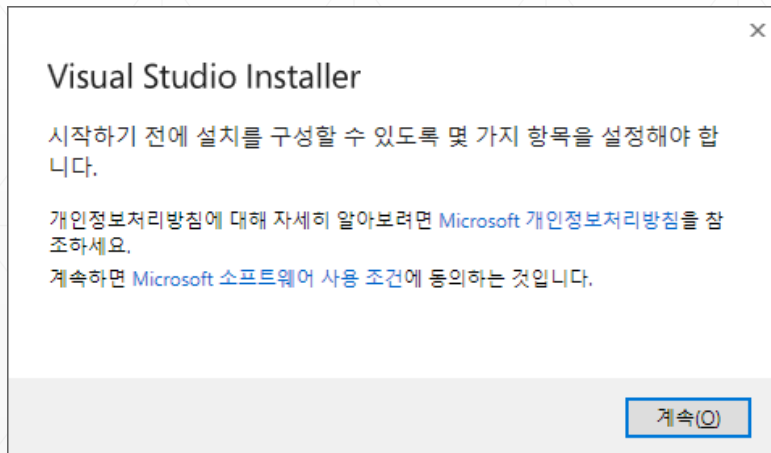 Visual Studio Installer
시작하기 전에 설치를 구성할 수 있도록 몇 가지 항목을 설정해야 합
니다.
개인정보처리방침에 대해 자세히 알아보려면 Microsoft 개인정보처리방침을 참
조하세요.
계속하면 Microsoft 소프트웨어 사용 조건에 동의하는 것입니다.
계속(O)